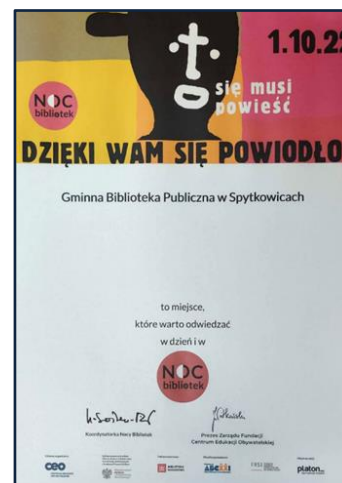 1.10.22
NOC
bibliotek
się musi
powieść
DZIĘKI WAM SIĘ POWIODŁO
Gminna Biblioteka Publiczna w Spytkowicach
to miejsce,
które warto odwiedzać
w dzień i w
NOC
bibliotek
Koordynatorka Nocy Bibliotek
Prezes Zarządu Fundacji
Centrum Edukacji Obywatelskiej
ceo
platon